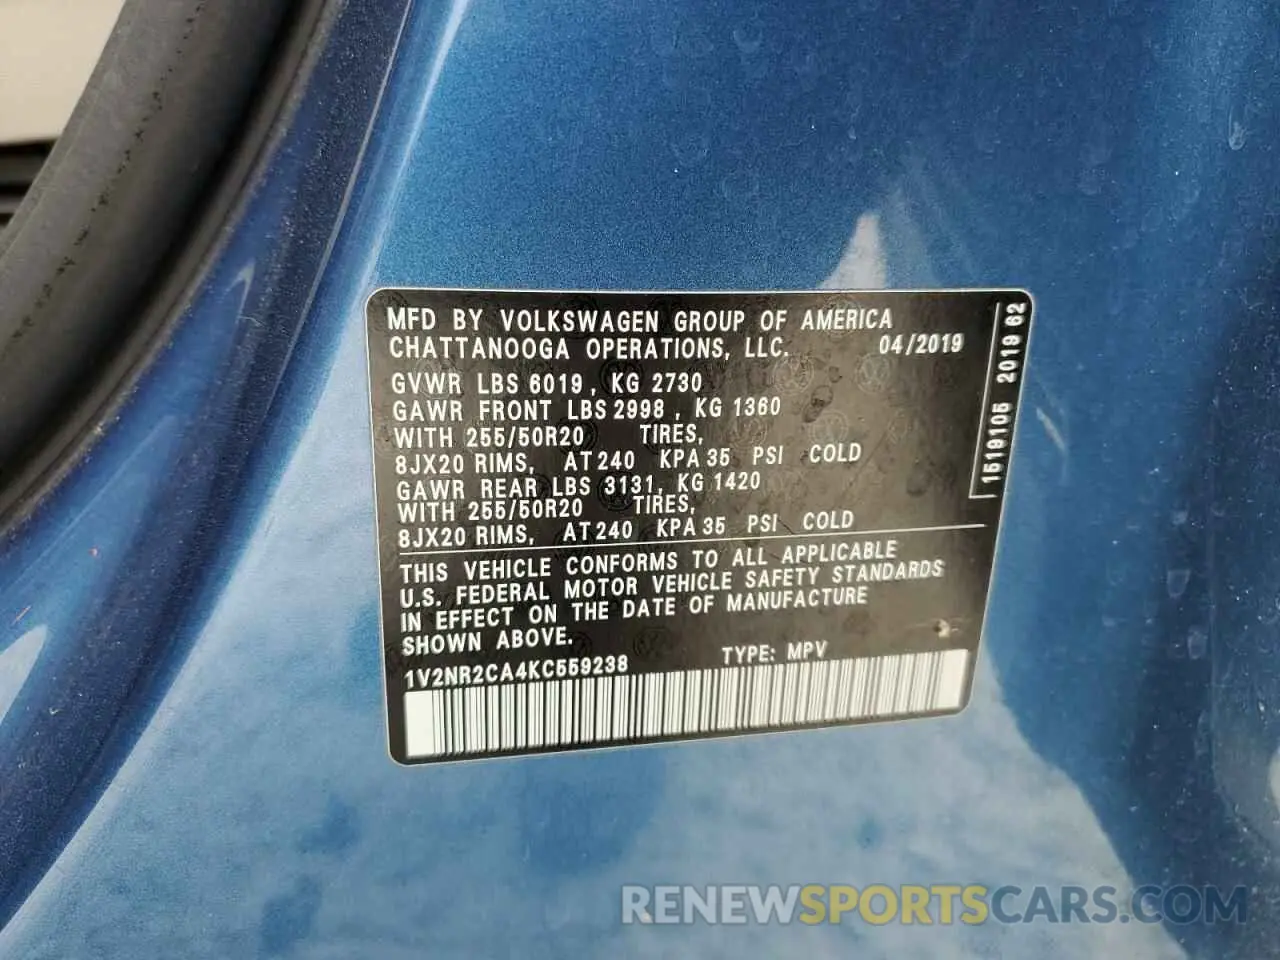 MFD BY VOLKSWAGEN GROUP OF AMERICA
CHATTANOOGA OPERATIONS, LLC. 04/2019
GVWR LBS 6019, KG 2730
GAWR FRONT LBS 2998 , KG 1360
WITH 255/50R20 TIRES,
8JX20 RIMS, AT 240 KPA 35 PSI COLD
GAWR REAR LBS 3131, KG 1420
WITH 255/50R20 TIRES,
8JX20 RIMS, AT 240 KPA 35 PSI COLD
THIS VEHICLE CONFORMS TO ALL APPLICABLE
U.S. FEDERAL MOTOR VEHICLE SAFETY STANDARDS
IN EFFECT ON THE DATE OF MANUFACTURE
SHOWN ABOVE.
1V2NR2CA4KC559238 TYPE: MPV
1519105 2019 62
RENEWSPORTSCARS.COM